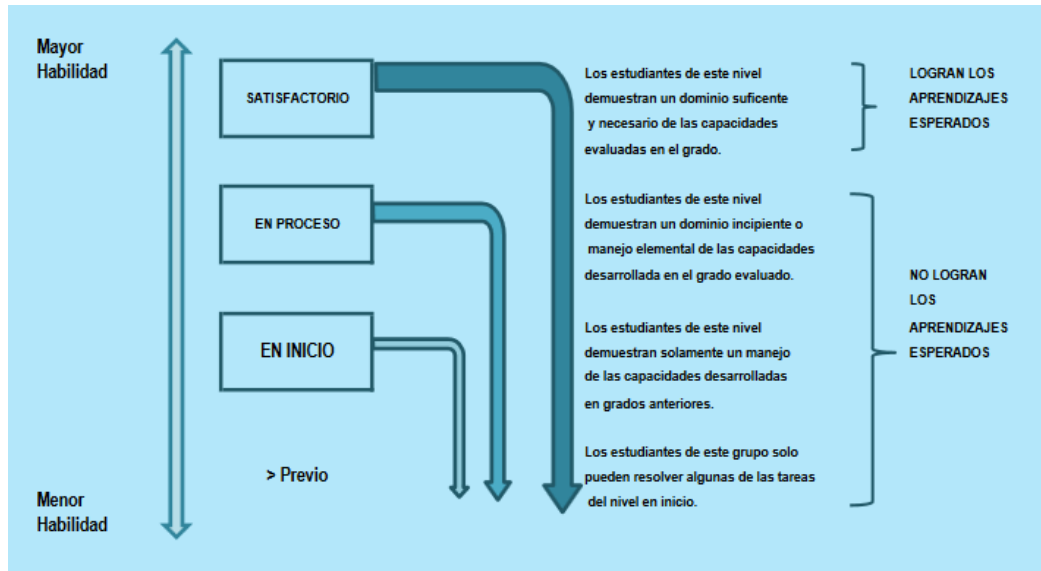 Mayor
Habilidad
SATISFACTORIO
Los estudiantes de este nivel
demuestran un dominio suficente
y necesario de las capacidades
evaluadas en el grado.
LOGRAN LOS
APRENDIZAJES
ESPERADOS
EN PROCESO
Los estudiantes de este nivel
demuestran un dominio incipiente o
manejo elemental de las capacidades
desarrollada en el grado evaluado.
EN INICIO
Los estudiantes de este nivel
demuestran solamente un manejo
de las capacidades desarrolladas
en grados anteriores.
NO LOGRAN
LOS
APRENDIZAJES
ESPERADOS
> Previo
Los estudiantes de este grupo solo
pueden resolver algunas de las tareas
del nivel en inicio.
Menor
Habilidad